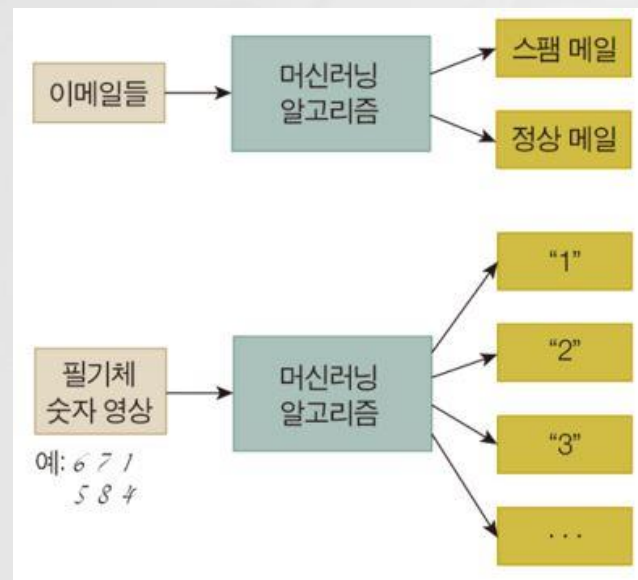 이메일들
머신러닝
알고리즘
스팸 메일
정상 메일
필기체
숫자 영상
예: 6 7 1
5 8 4
머신러닝
알고리즘
“1”
“2”
“3”
...